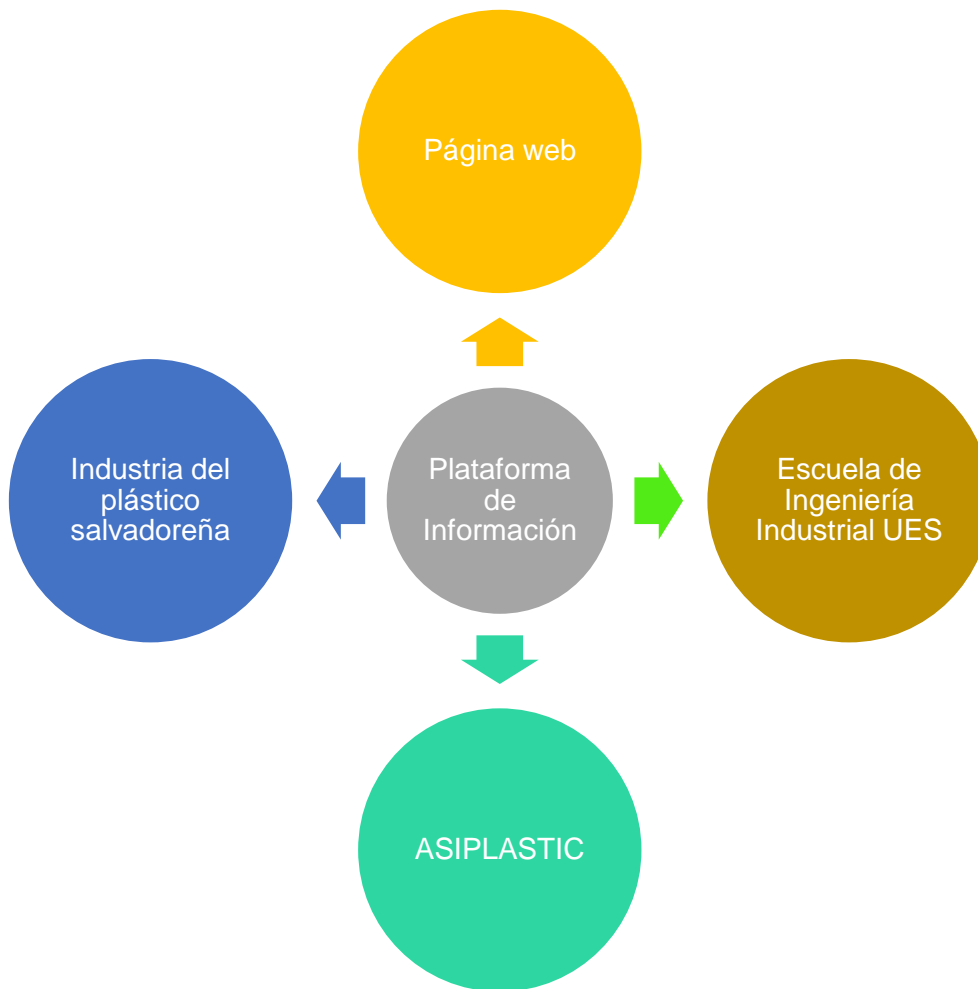 Página web
Industria del
plástico
salvadoreña
Plataforma
de
Información
Escuela de
Ingeniería
Industrial UES
ASIPLASTIC